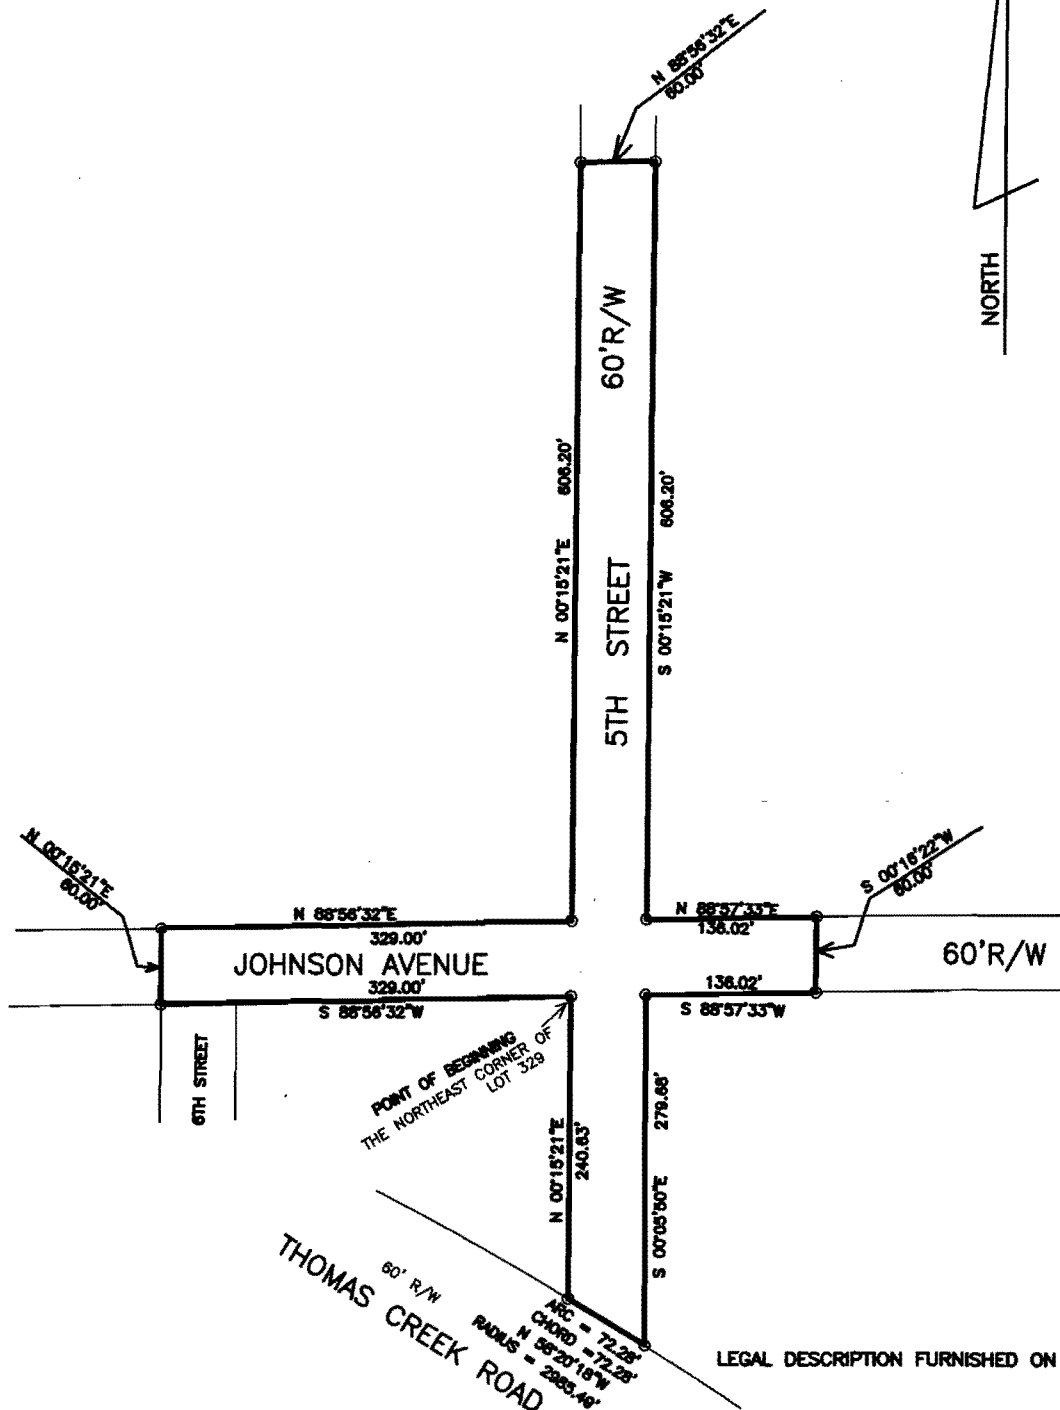 N 88°56'32"E
60.00'
NORTH
60'R/W
N 00°15'21"E 606.20'
S 00°15'21"W 606.20'
5TH STREET
N 00°15'21"E
60.00'
S 00°16'22"W
60.00'
N 88°56'32"E
329.00'
N 88°57'33"E
136.02'
JOHNSON AVENUE
60'R/W
329.00'
S 88°56'32"W
136.02'
S 88°57'33"W
6TH STREET
POINT OF BEGINNING
THE NORTHEAST CORNER OF
LOT 329
N 00°15'21"E
240.63'
S 00°05'50"E 279.68'
THOMAS CREEK ROAD
60' R/W
ARC = 72.28'
CHORD =72.28'
N 58°20'18"W
RADIUS = 2985.49'
LEGAL DESCRIPTION FURNISHED ON